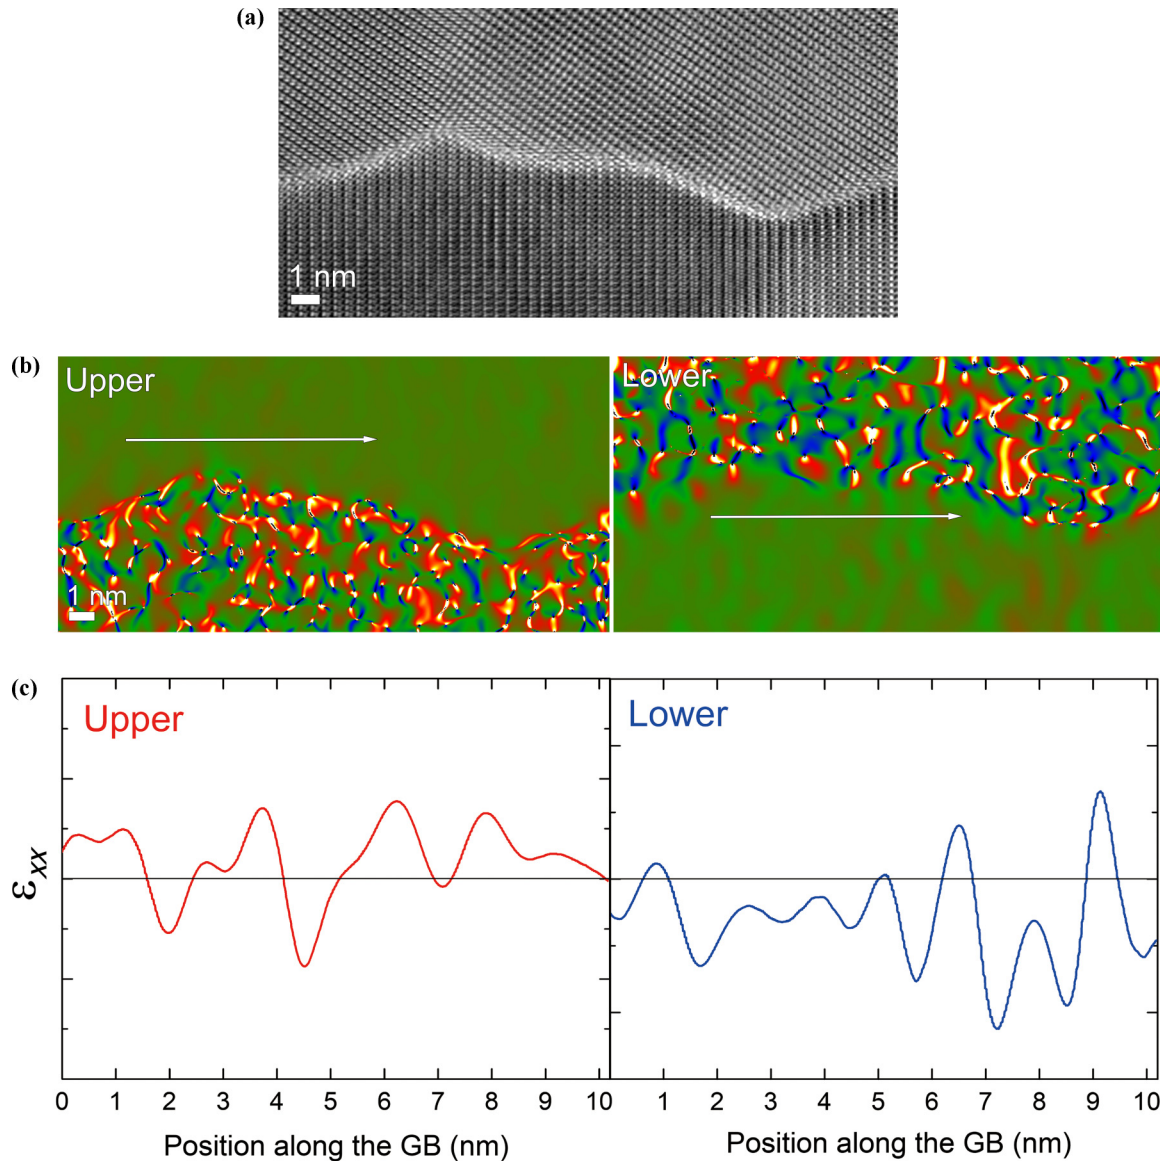 (a)
1 nm
(b)
Upper
Lower
1 nm
(c)
Upper
Lower
εxx
0 1 2 3 4 5 6 7 8 9 10
1 2 3 4 5 6 7 8 9 10
Position along the GB (nm)
Position along the GB (nm)